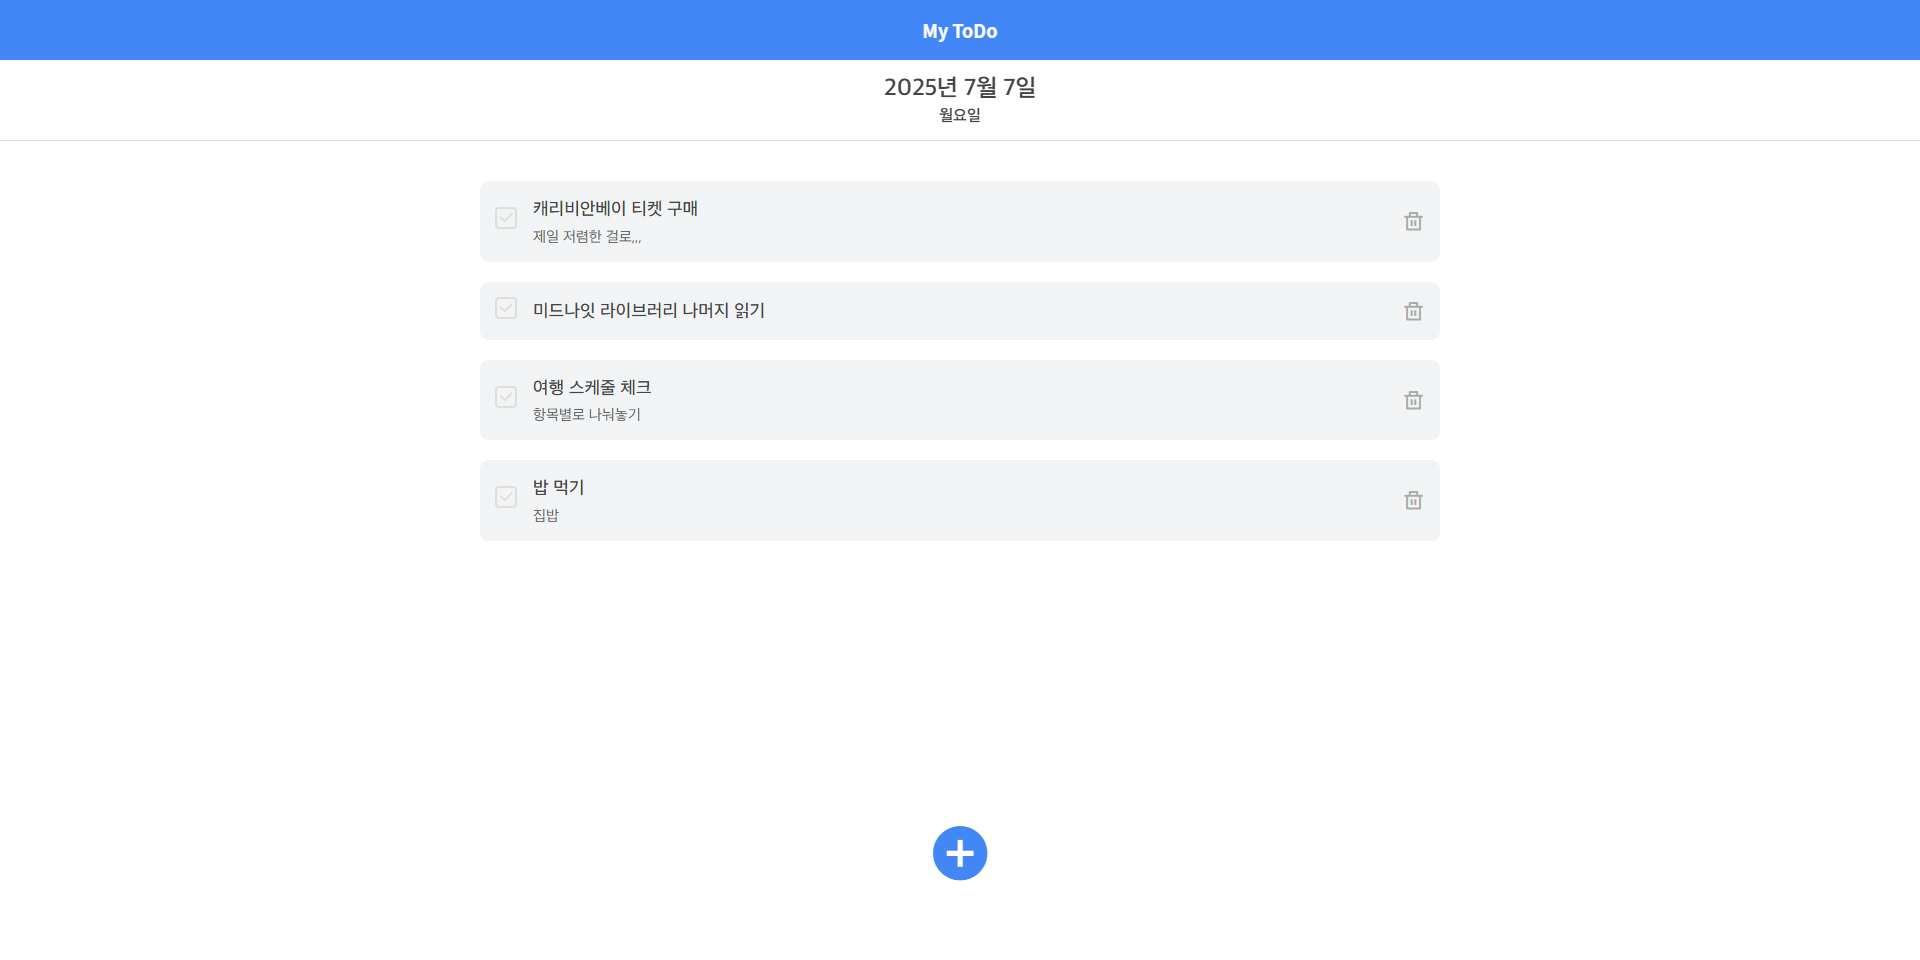 My ToDo
2025년 7월 7일
월요일
캐리비안베이 티켓 구매
제일 저렴한 걸로,,,
미드나잇 라이브러리 나머지 읽기
여행 스케줄 체크
항목별로 나눠놓기
밥 먹기
집밥